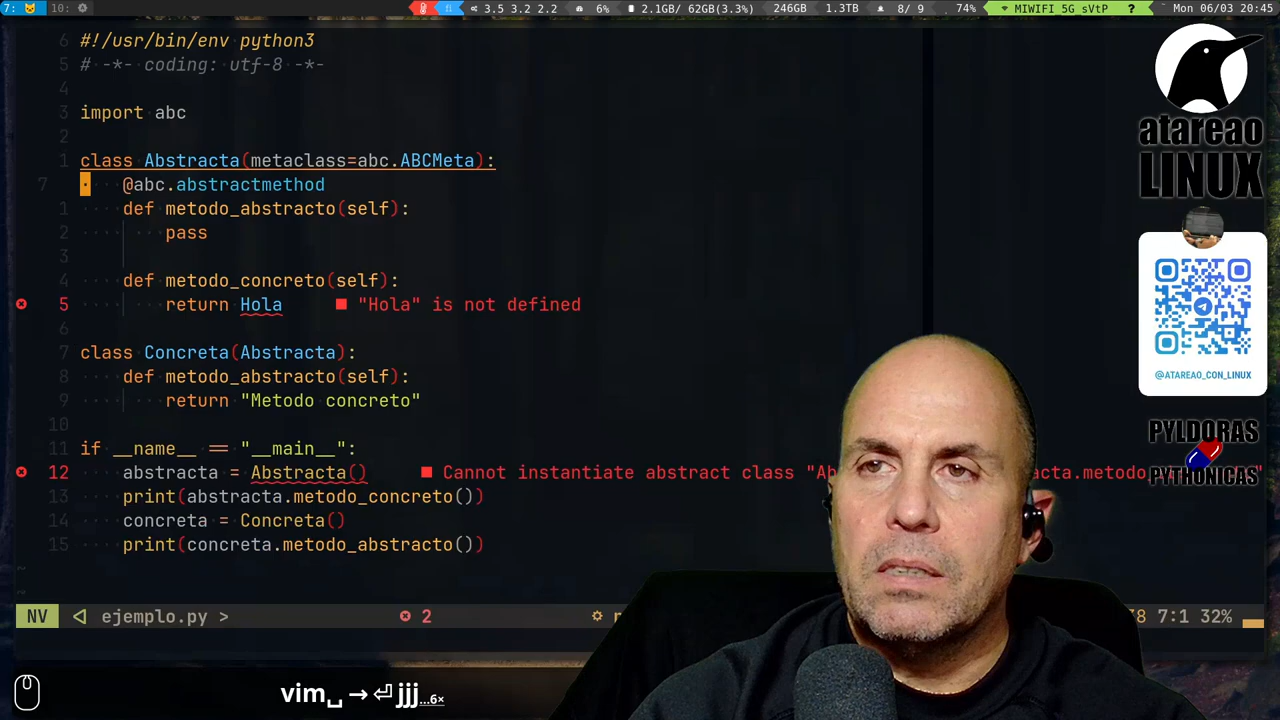 7: 10: 3.5 3.2 2.2 6% 2.1GB/ 62GB(3.3%) 246GB 1.3TB 8/ 9 74% MIWIFI_5G_sVtP ? Mon 06/03 20:45
6 #!/usr/bin/env python3
5 # -*- coding: utf-8 -*-
4
3 import abc
2
1 class Abstracta(metaclass=abc.ABCMeta):
7 @abc.abstractmethod
1 def metodo_abstracto(self):
2 pass
3
4 def metodo_concreto(self):
5 return Hola ■ "Hola" is not defined
6
7 class Concreta(Abstracta):
8 def metodo_abstracto(self):
9 return "Metodo concreto"
10
11 if __name__ == "__main__":
12 abstracta = Abstracta() ■ Cannot instantiate abstract class
13 print(abstracta.metodo_concreto())
14 concreta = Concreta()
15 print(concreta.metodo_abstracto())
~
~
NV ejemplo.py > 2 7:1 32%
vim␣→⏎jjj...6×
atareao
LINUX
@ATAREAO_CON_LINUX
PYLDORAS
PYTHONICAS